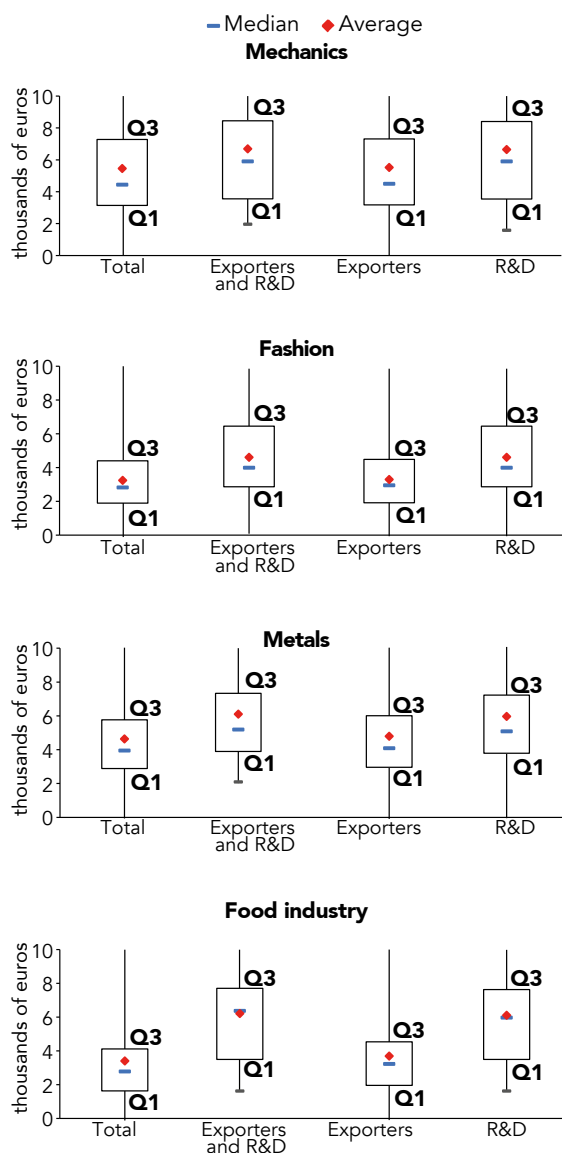 Median Average
Mechanics
thousands of euros
10
8
6
4
2
0
Q3
Q1
Q3
Q1
Q3
Q1
Q3
Q1
Total
Exporters
and R&D
Exporters
R&D
Fashion
thousands of euros
10
8
6
4
2
0
Q3
Q1
Q3
Q1
Q3
Q1
Q3
Q1
Total
Exporters
and R&D
Exporters
R&D
Metals
thousands of euros
10
8
6
4
2
0
Q3
Q1
Q3
Q1
Q3
Q1
Q3
Q1
Total
Exporters
and R&D
Exporters
R&D
Food industry
thousands of euros
10
8
6
4
2
0
Q3
Q1
Q3
Q1
Q3
Q1
Q3
Q1
Total
Exporters
and R&D
Exporters
R&D